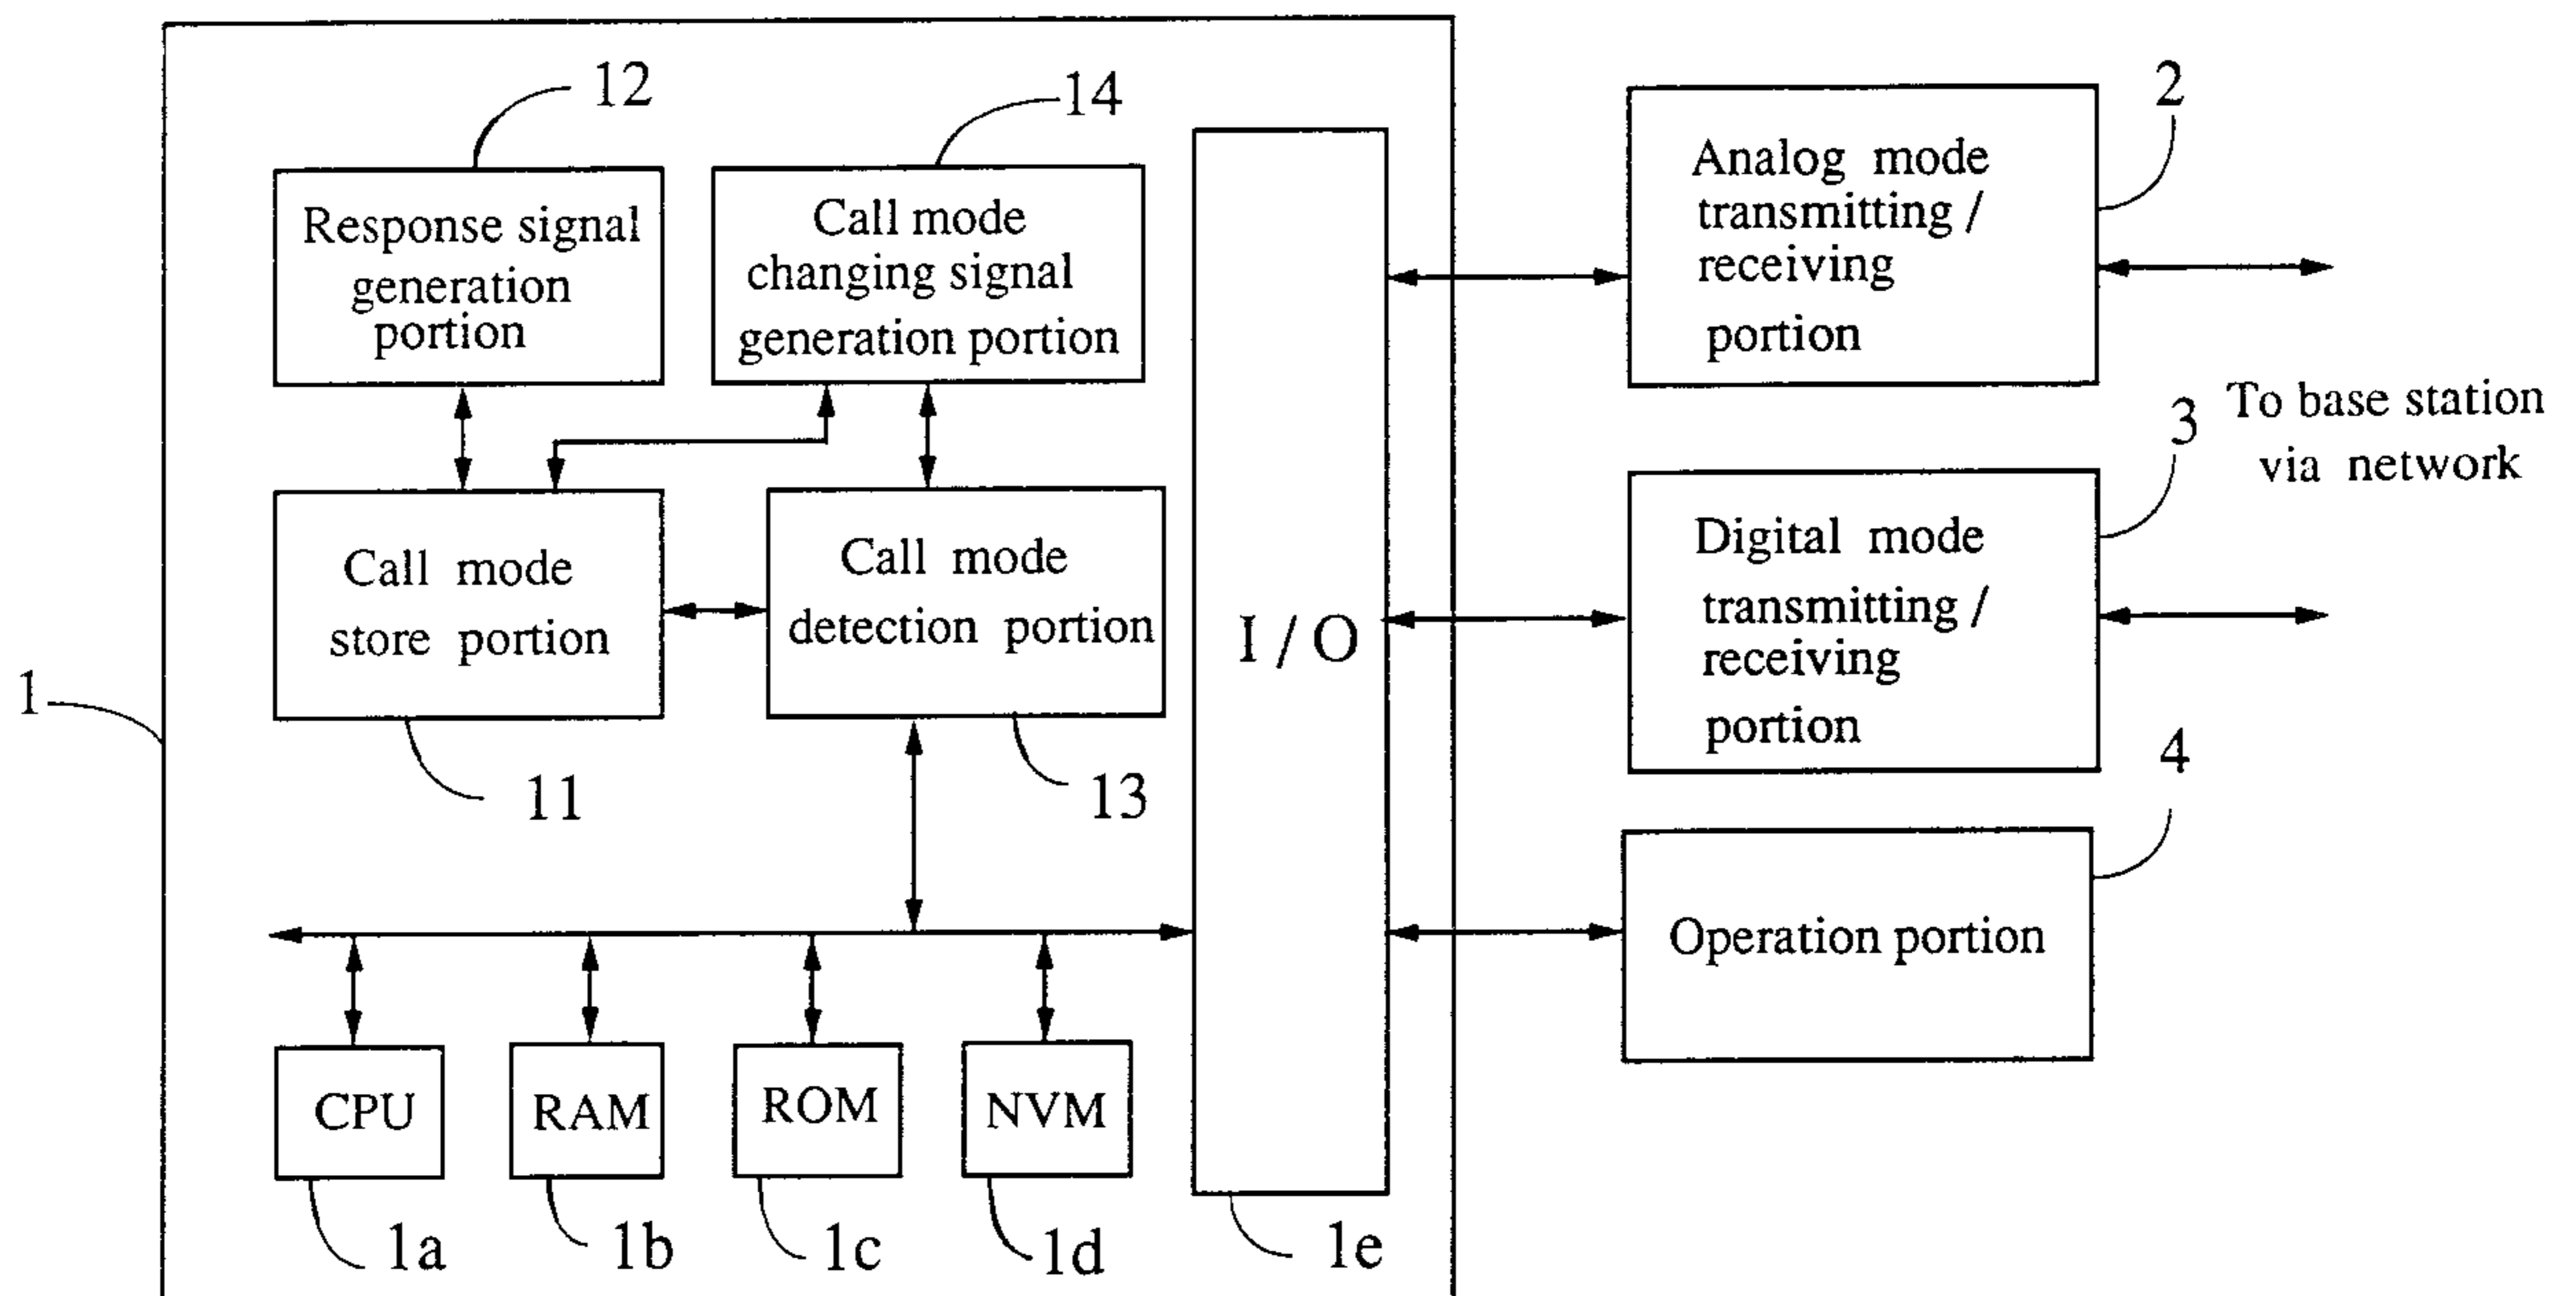 12
14
2
Response signal
generation
portion
Call mode
changing signal
generation portion
Analog mode
transmitting /
receiving
portion
3
To base station
via network
Call mode
store portion
Call mode
detection portion
I / O
Digital mode
transmitting /
receiving
portion
1
11
13
4
Operation portion
CPU
RAM
ROM
NVM
1a
1b
1c
1d
1e